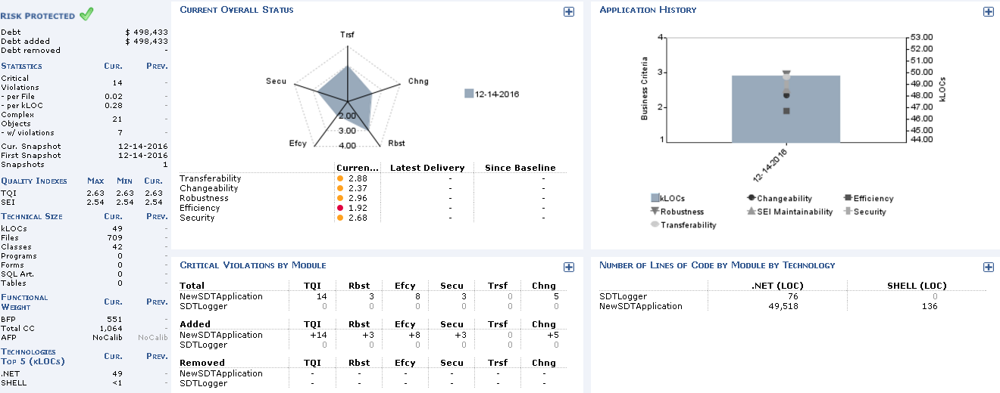 RISK PROTECTED
Debt $ 498,433
Debt added $ 498,433
Debt removed -
STATISTICS CUR. PREV.
Critical
Violations 14 -
- per File 0.02 -
- per kLOC 0.28 -
Complex
Objects 21 -
- w/ violations 7 -
Cur. Snapshot 12-14-2016
First Snapshot 12-14-2016
Snapshots 1
QUALITY INDEXES MAX MIN CUR.
TQI 2.63 2.63 2.63
SEI 2.54 2.54 2.54
TECHNICAL SIZE CUR. PREV.
kLOCs 49 -
Files 709 -
Classes 42 -
Programs 0 -
Forms 0 -
SQL Art. 0 -
Tables 0 -
FUNCTIONAL
WEIGHT CUR. PREV.
BFP 551 -
Total CC 1,064 -
AFP NoCalib NoCalib
TECHNOLOGIES
TOP 5 (KLOCS) CUR. PREV.
.NET 49 -
SHELL <1 -
CURRENT OVERALL STATUS
Trsf
Secu
Chng
12-14-2016
2.00
3.00
Efcy
Rbst
4.00
Curren... Latest Delivery Since Baseline
Transferability 2.88 - -
Changeability 2.37 - -
Robustness 2.96 - -
Efficiency 1.92 - -
Security 2.68 - -
APPLICATION HISTORY
4
3
2
1
Business Criteria
53.00
52.00
51.00
50.00
49.00
48.00
47.00
46.00
45.00
44.00
kLOCs
12-14-2016
kLOCs Changeability Efficiency
Robustness SEI Maintainability Security
Transferability
CRITICAL VIOLATIONS BY MODULE
Total TQI Rbst Efcy Secu Trsf Chng
NewSDTApplication 14 3 8 3 0 5
SDTLogger 0 0 0 0 0 0
Added TQI Rbst Efcy Secu Trsf Chng
NewSDTApplication +14 +3 +8 +3 0 +5
SDTLogger 0 0 0 0 0 0
Removed TQI Rbst Efcy Secu Trsf Chng
NewSDTApplication - - - - - -
SDTLogger - - - - - -
NUMBER OF LINES OF CODE BY MODULE BY TECHNOLOGY
.NET (LOC) SHELL (LOC)
SDTLogger 76 0
NewSDTApplication 49,518 136